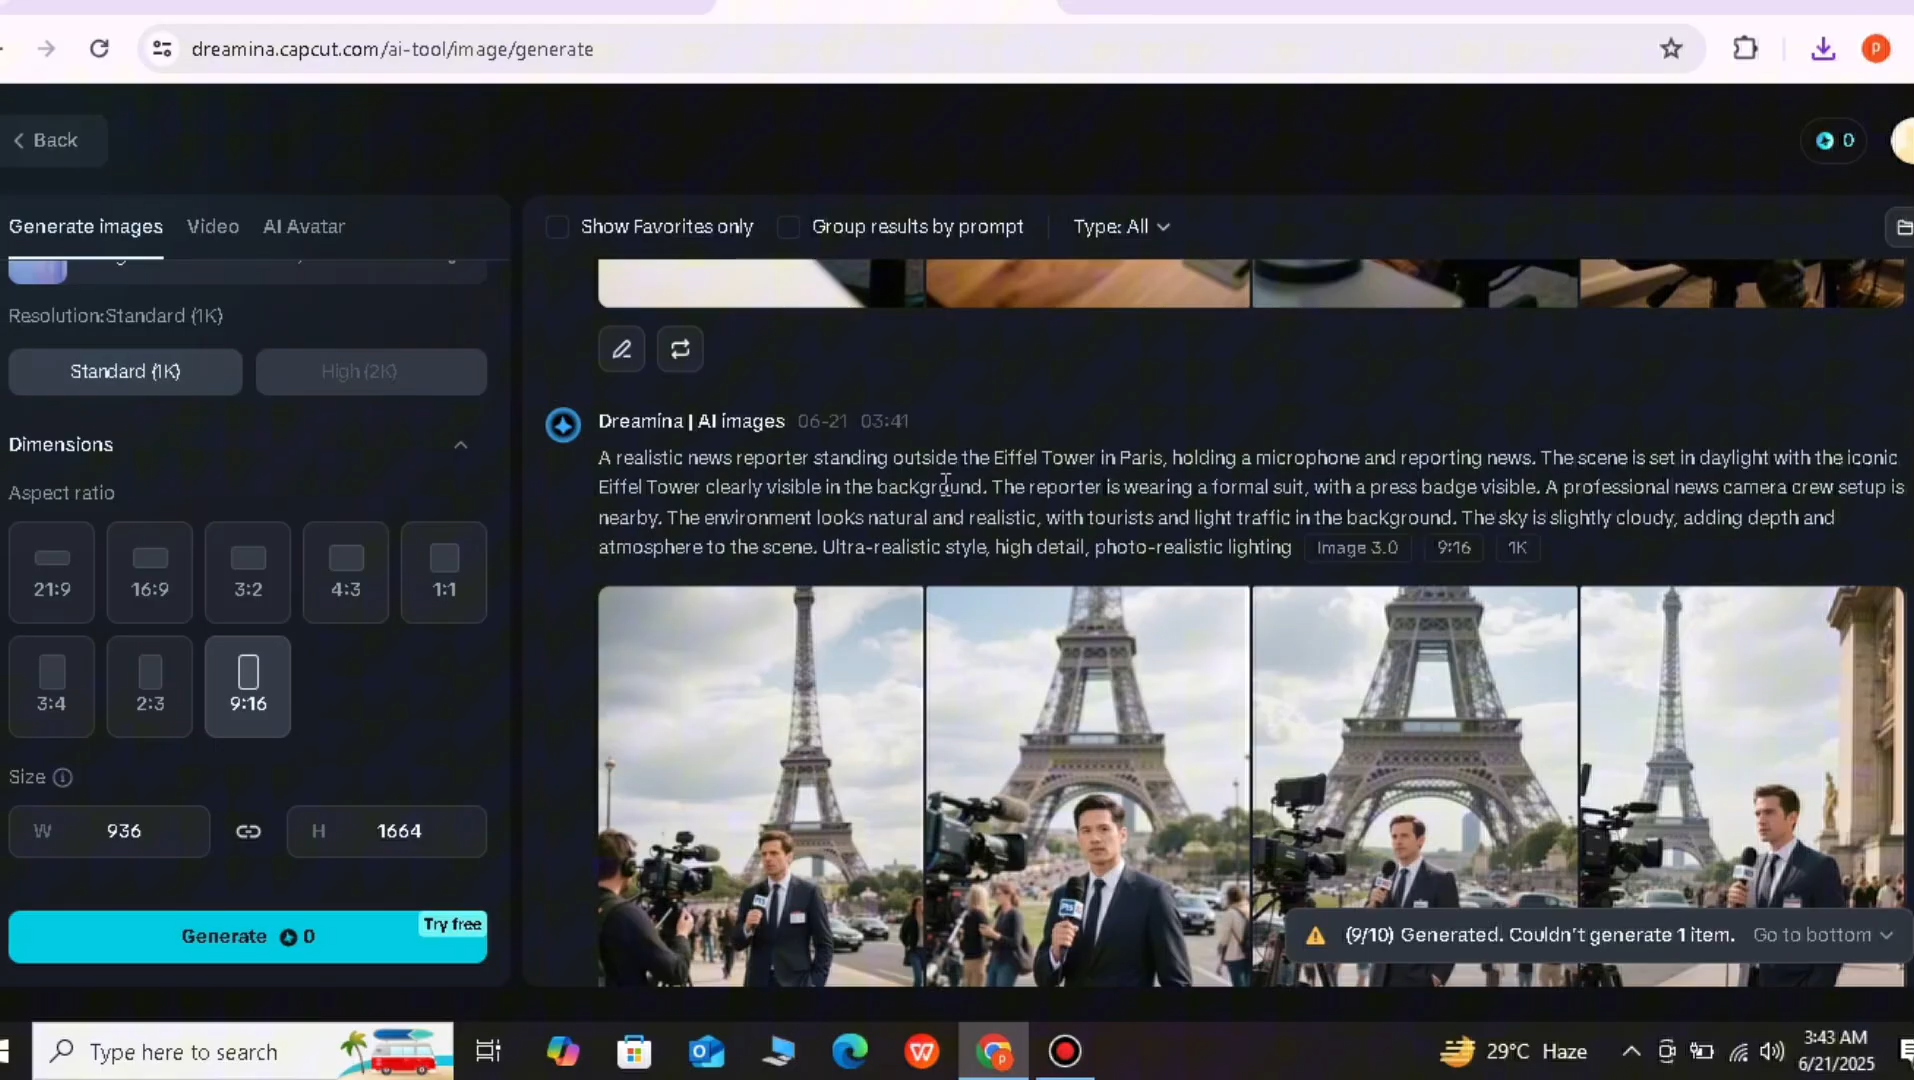 dreamina.capcut.com/ai-tool/image/generate
P
Back
0
Generate images Video AI Avatar
Show Favorites only Group results by prompt Type: All
Resolution:Standard (1K)
Standard (1K) High (2K)
Dimensions
Aspect ratio
21:9 16:9 3:2 4:3 1:1
3:4 2:3 9:16
Size
W 936 H 1664
Generate 0 Try free
Dreamina | AI images 06-21 03:41
A realistic news reporter standing outside the Eiffel Tower in Paris, holding a microphone and reporting news. The scene is set in daylight with the iconic
Eiffel Tower clearly visible in the background. The reporter is wearing a formal suit, with a press badge visible. A professional news camera crew setup is
nearby. The environment looks natural and realistic, with tourists and light traffic in the background. The sky is slightly cloudy, adding depth and
atmosphere to the scene. Ultra-realistic style, high detail, photo-realistic lighting Image 3.0 9:16 1K
(9/10) Generated. Couldn't generate 1 item. Go to bottom
Type here to search
29°C Haze
3:43 AM
6/21/2025